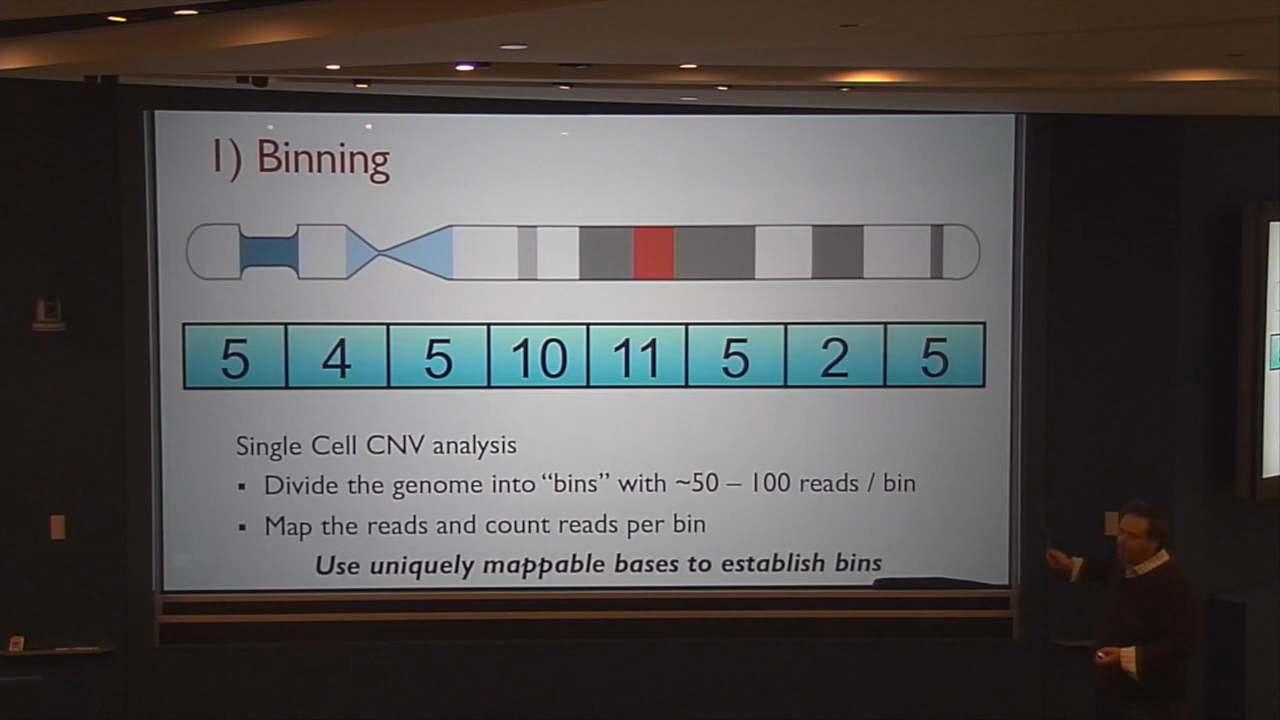 1) Binning
5 4 5 10 11 5 2 5
Single Cell CNV analysis
▪ Divide the genome into “bins” with ~50 – 100 reads / bin
▪ Map the reads and count reads per bin
Use uniquely mappable bases to establish bins